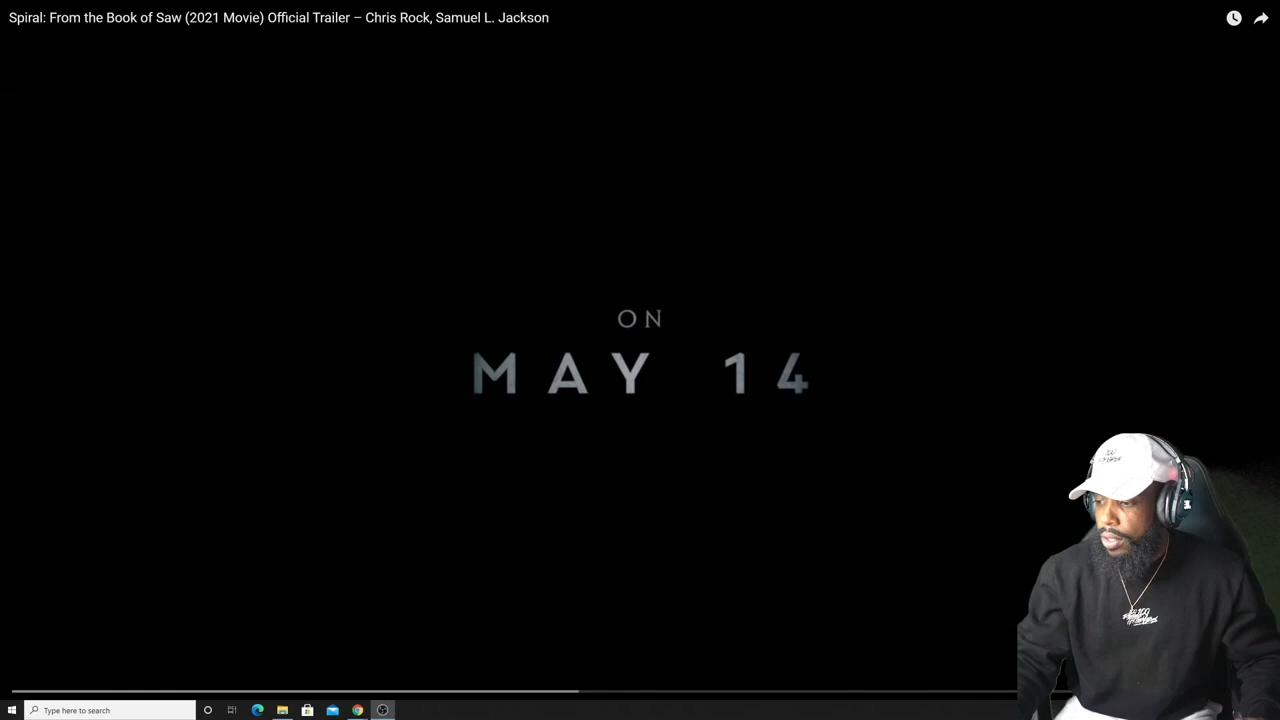 Spiral: From the Book of Saw (2021 Movie) Official Trailer – Chris Rock, Samuel L. Jackson
ON
MAY 14
Type here to search